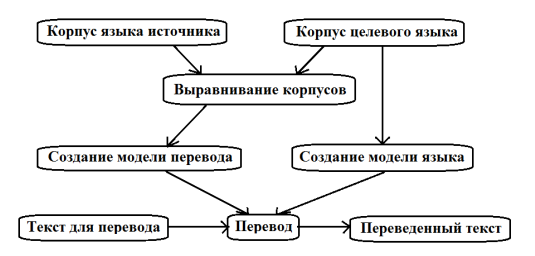 Корпус языка источника
Корпус целевого языка
Выравнивание корпусов
Создание модели перевода
Создание модели языка
Текст для перевода
Перевод
Переведенный текст